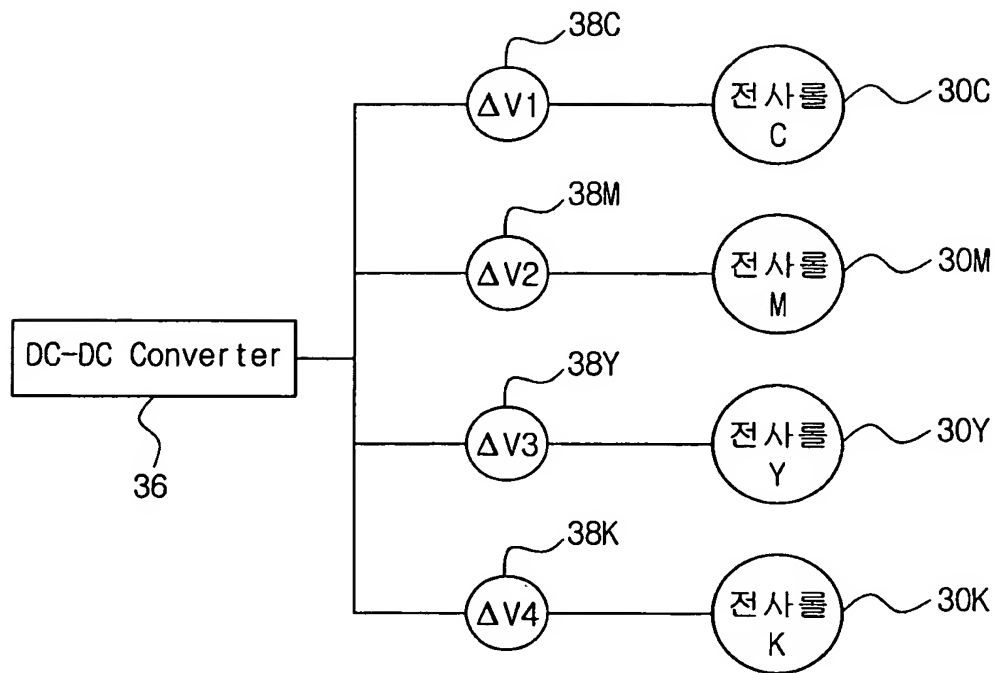 38C
ΔV1
전사롤
C
30C
38M
ΔV2
전사롤
M
30M
DC-DC Converter
36
38Y
ΔV3
전사롤
Y
30Y
38K
ΔV4
전사롤
K
30K